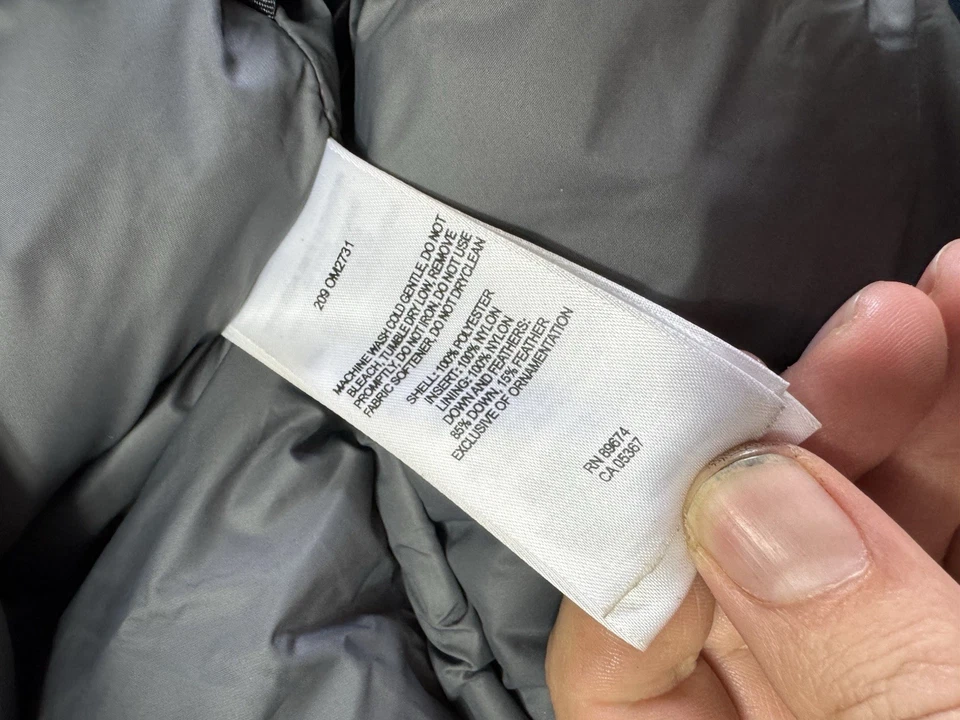 209 OM2731
MACHINE WASH COLD GENTLE, DO NOT
BLEACH, TUMBLE DRY LOW, REMOVE
PROMPTLY, DO NOT IRON, DO NOT USE
FABRIC SOFTENER, DO NOT DRYCLEAN
SHELL: 100% POLYESTER
INSERT: 100% NYLON
LINING: 100% NYLON
DOWN AND FEATHERS:
85% DOWN, 15% FEATHER
EXCLUSIVE OF ORNAMENTATION
RN 89674
CA 05367